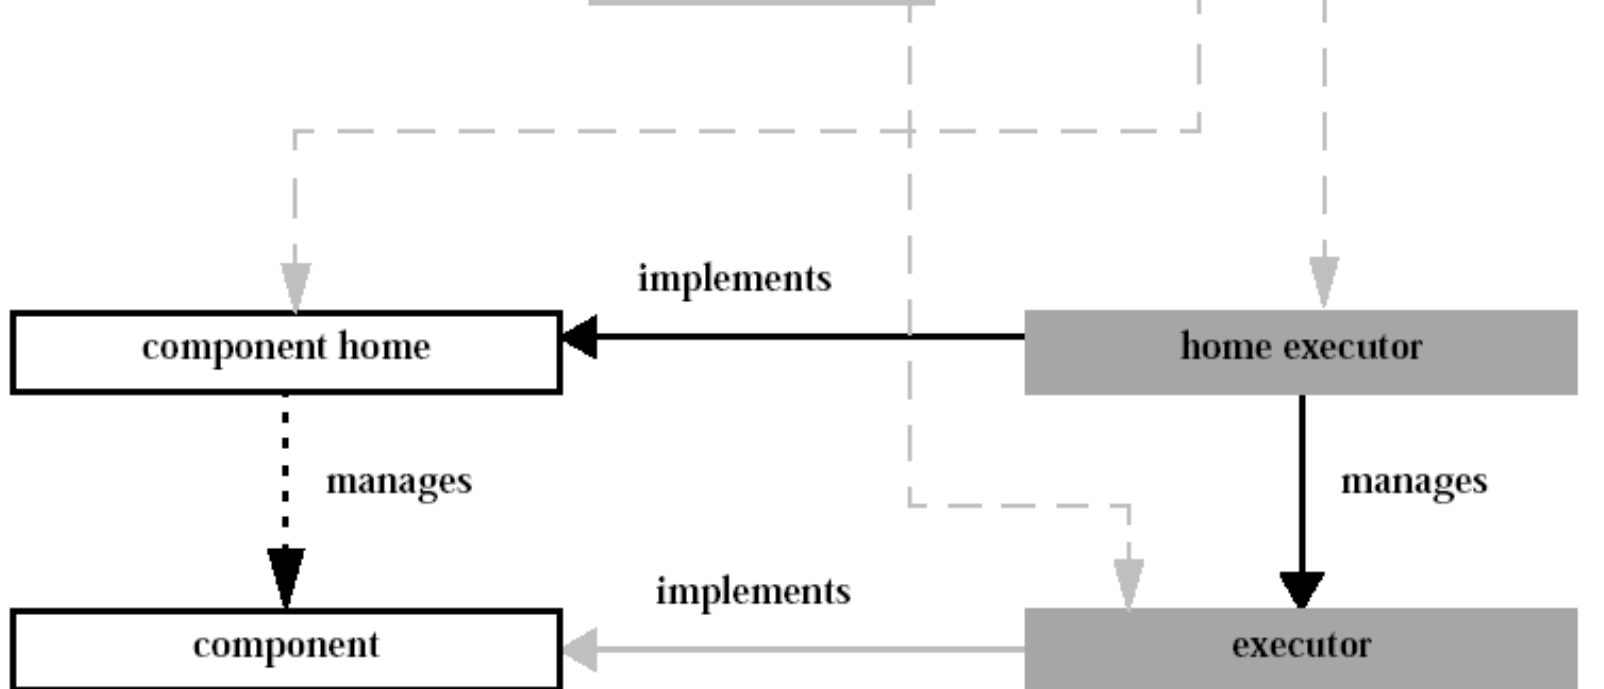 implements
component home
home executor
manages
manages
implements
component
executor